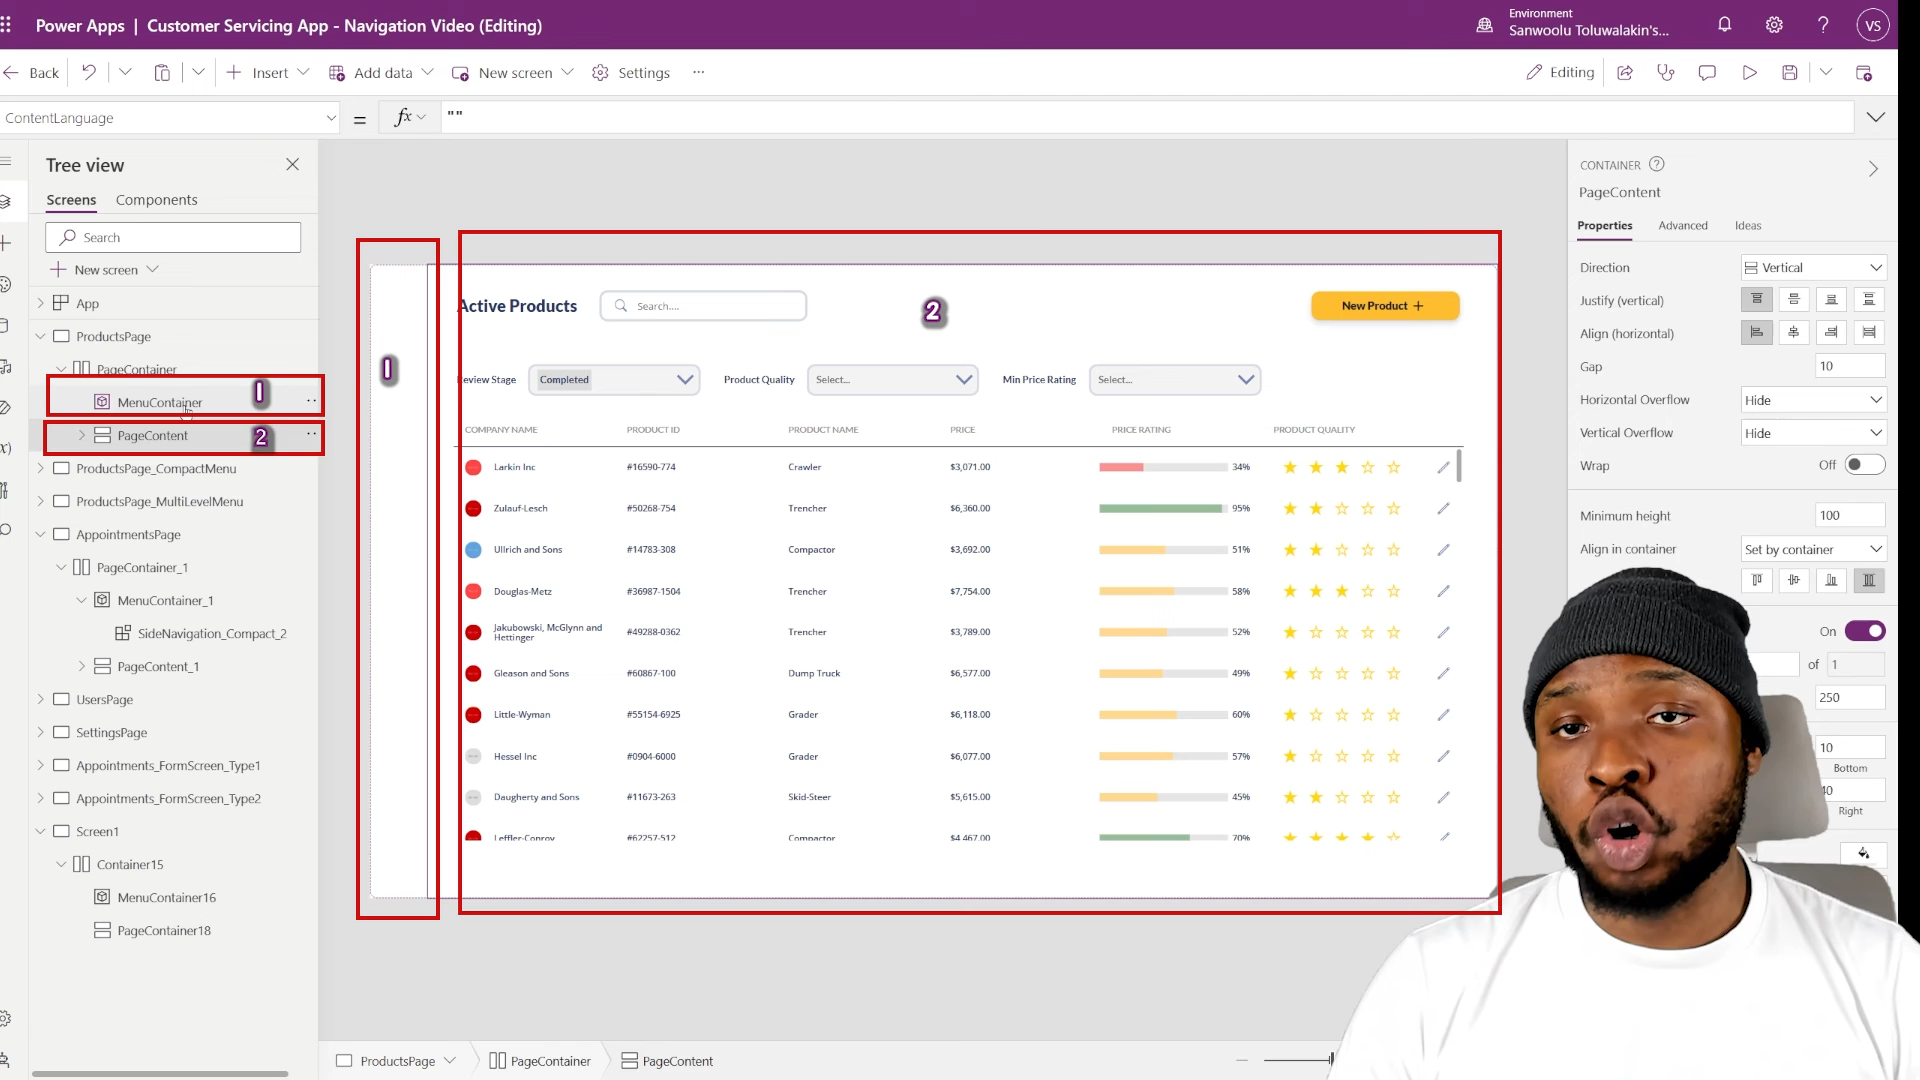 Power Apps | Customer Servicing App - Navigation Video (Editing)
Environment
Sanwoolu Toluwalakin's...
VS
Back
Insert
Add data
New screen
Settings
...
Editing
ContentLanguage
=
fx
""
Tree view
Screens
Components
Search
New screen
App
ProductsPage
PageContainer
MenuContainer
1
PageContent
2
ProductsPage_CompactMenu
ProductsPage_MultiLevelMenu
AppointmentsPage
PageContainer_1
MenuContainer_1
SideNavigation_Compact_2
PageContent_1
UsersPage
SettingsPage
Appointments_FormScreen_Type1
Appointments_FormScreen_Type2
Screen1
Container15
MenuContainer16
PageContainer18
1
2
Active Products
Search....
New Product +
eview Stage
Completed
Product Quality
Select...
Min Price Rating
Select...
COMPANY NAME PRODUCT ID PRODUCT NAME PRICE PRICE RATING PRODUCT QUALITY
Larkin Inc #16590-774 Crawler $3,071.00 34%
Zulauf-Lesch #50268-754 Trencher $6,360.00 95%
Ullrich and Sons #14783-308 Compactor $3,692.00 51%
Douglas-Metz #36987-1504 Trencher $7,754.00 58%
Jakubowski, McGlynn and
Hettinger #49288-0362 Trencher $3,789.00 52%
Gleason and Sons #60867-100 Dump Truck $6,577.00 49%
Little-Wyman #55154-6925 Grader $6,118.00 60%
Hessel Inc #0904-6000 Grader $6,077.00 57%
Daugherty and Sons #11673-263 Skid-Steer $5,615.00 45%
Leffler-Conroy #62257-512 Compactor $4,467.00 70%
ProductsPage
PageContainer
PageContent
CONTAINER
PageContent
Properties
Advanced
Ideas
Direction
Vertical
Justify (vertical)
Align (horizontal)
Gap
10
Horizontal Overflow
Hide
Vertical Overflow
Hide
Wrap
Off
Minimum height
100
Align in container
Set by container
On
of 1
250
10
Bottom
40
Right